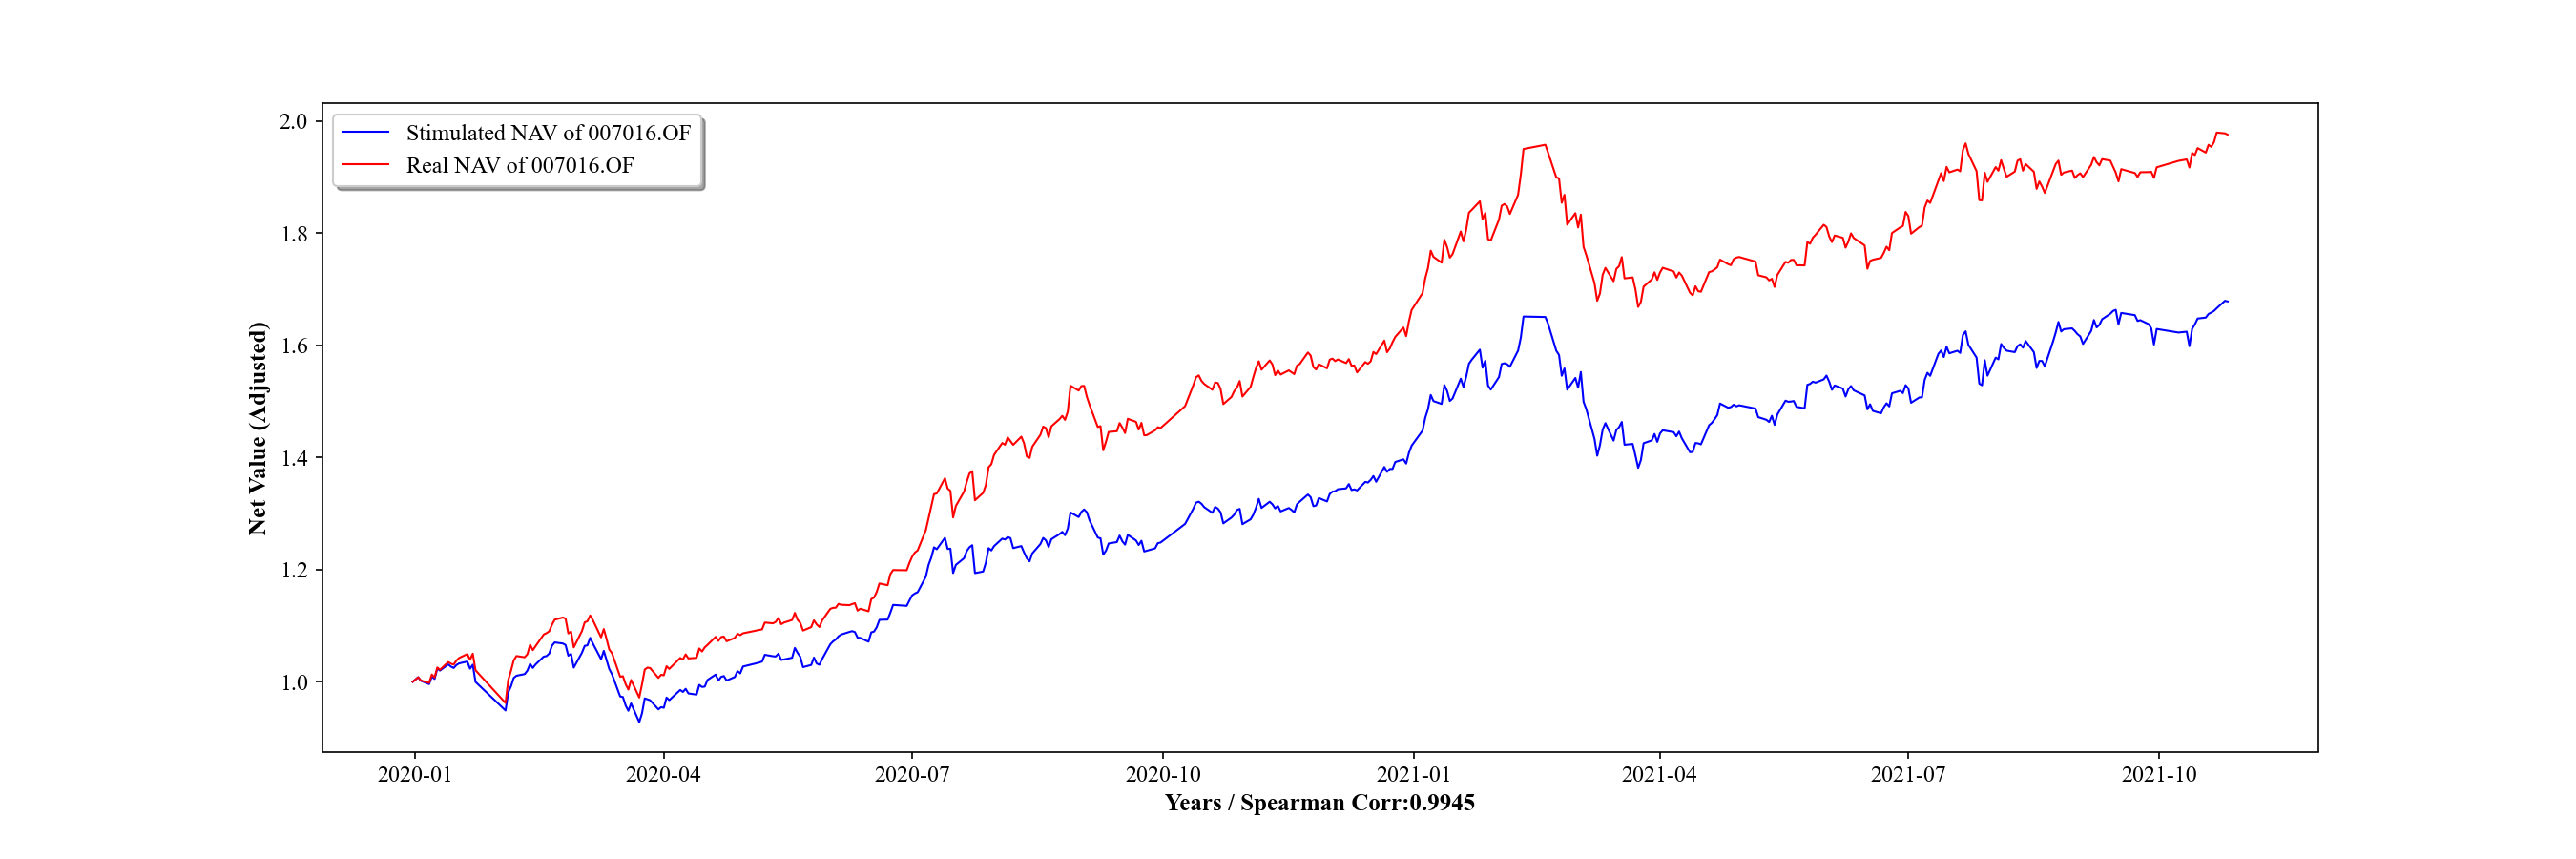 Stimulated NAV of 007016.OF
Real NAV of 007016.OF
Net Value (Adjusted)
2.0
1.8
1.6
1.4
1.2
1.0
2020-01 2020-04 2020-07 2020-10 2021-01 2021-04 2021-07 2021-10
Years / Spearman Corr:0.9945